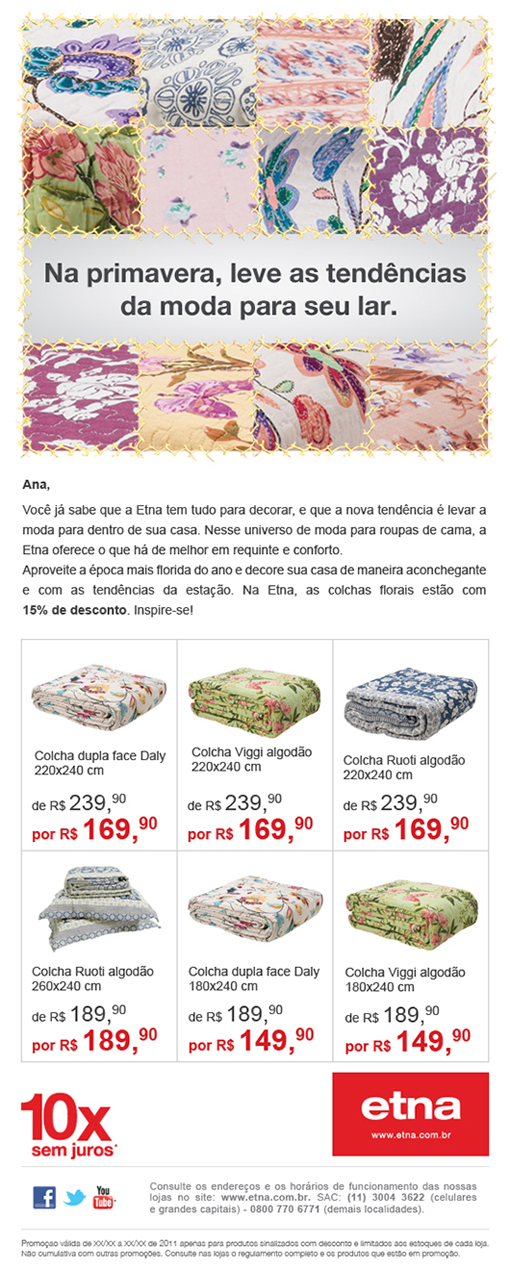 Na primavera, leve as tendências
da moda para seu lar.
Ana,
Você já sabe que a Etna tem tudo para decorar, e que a nova tendência é levar a
moda para dentro de sua casa. Nesse universo de moda para roupas de cama, a
Etna oferece o que há de melhor em requinte e conforto.
Aproveite a época mais florida do ano e decore sua casa de maneira aconchegante
e com as tendências da estação. Na Etna, as colchas florais estão com
15% de desconto. Inspire-se!
Colcha dupla face Daly
220x240 cm
de R$ 239,90
por R$ 169,90
Colcha Viggi algodão
220x240 cm
de R$ 239,90
por R$ 169,90
Colcha Ruoti algodão
220x240 cm
de R$ 239,90
por R$ 169,90
Colcha Ruoti algodão
260x240 cm
de R$ 189,90
por R$ 189,90
Colcha dupla face Daly
180x240 cm
de R$ 189,90
por R$ 149,90
Colcha Viggi algodão
180x240 cm
de R$ 189,90
por R$ 149,90
10x
sem juros*
etna
www.etna.com.br
f
You
Tube
Consulte os endereços e os horários de funcionamento das nossas
lojas no site: www.etna.com.br. SAC: (11) 3004 3622 (celulares
e grandes capitais) - 0800 770 6771 (demais localidades).
Promoçao válida de XX/XX a XX/XX de 2011 apenas para produtos sinalizados com desconto e limitados aos estoques de cada loja.
Não cumulativa com outras promoções. Consulte nas lojas o regulamento completo e os produtos que estão em promoção.